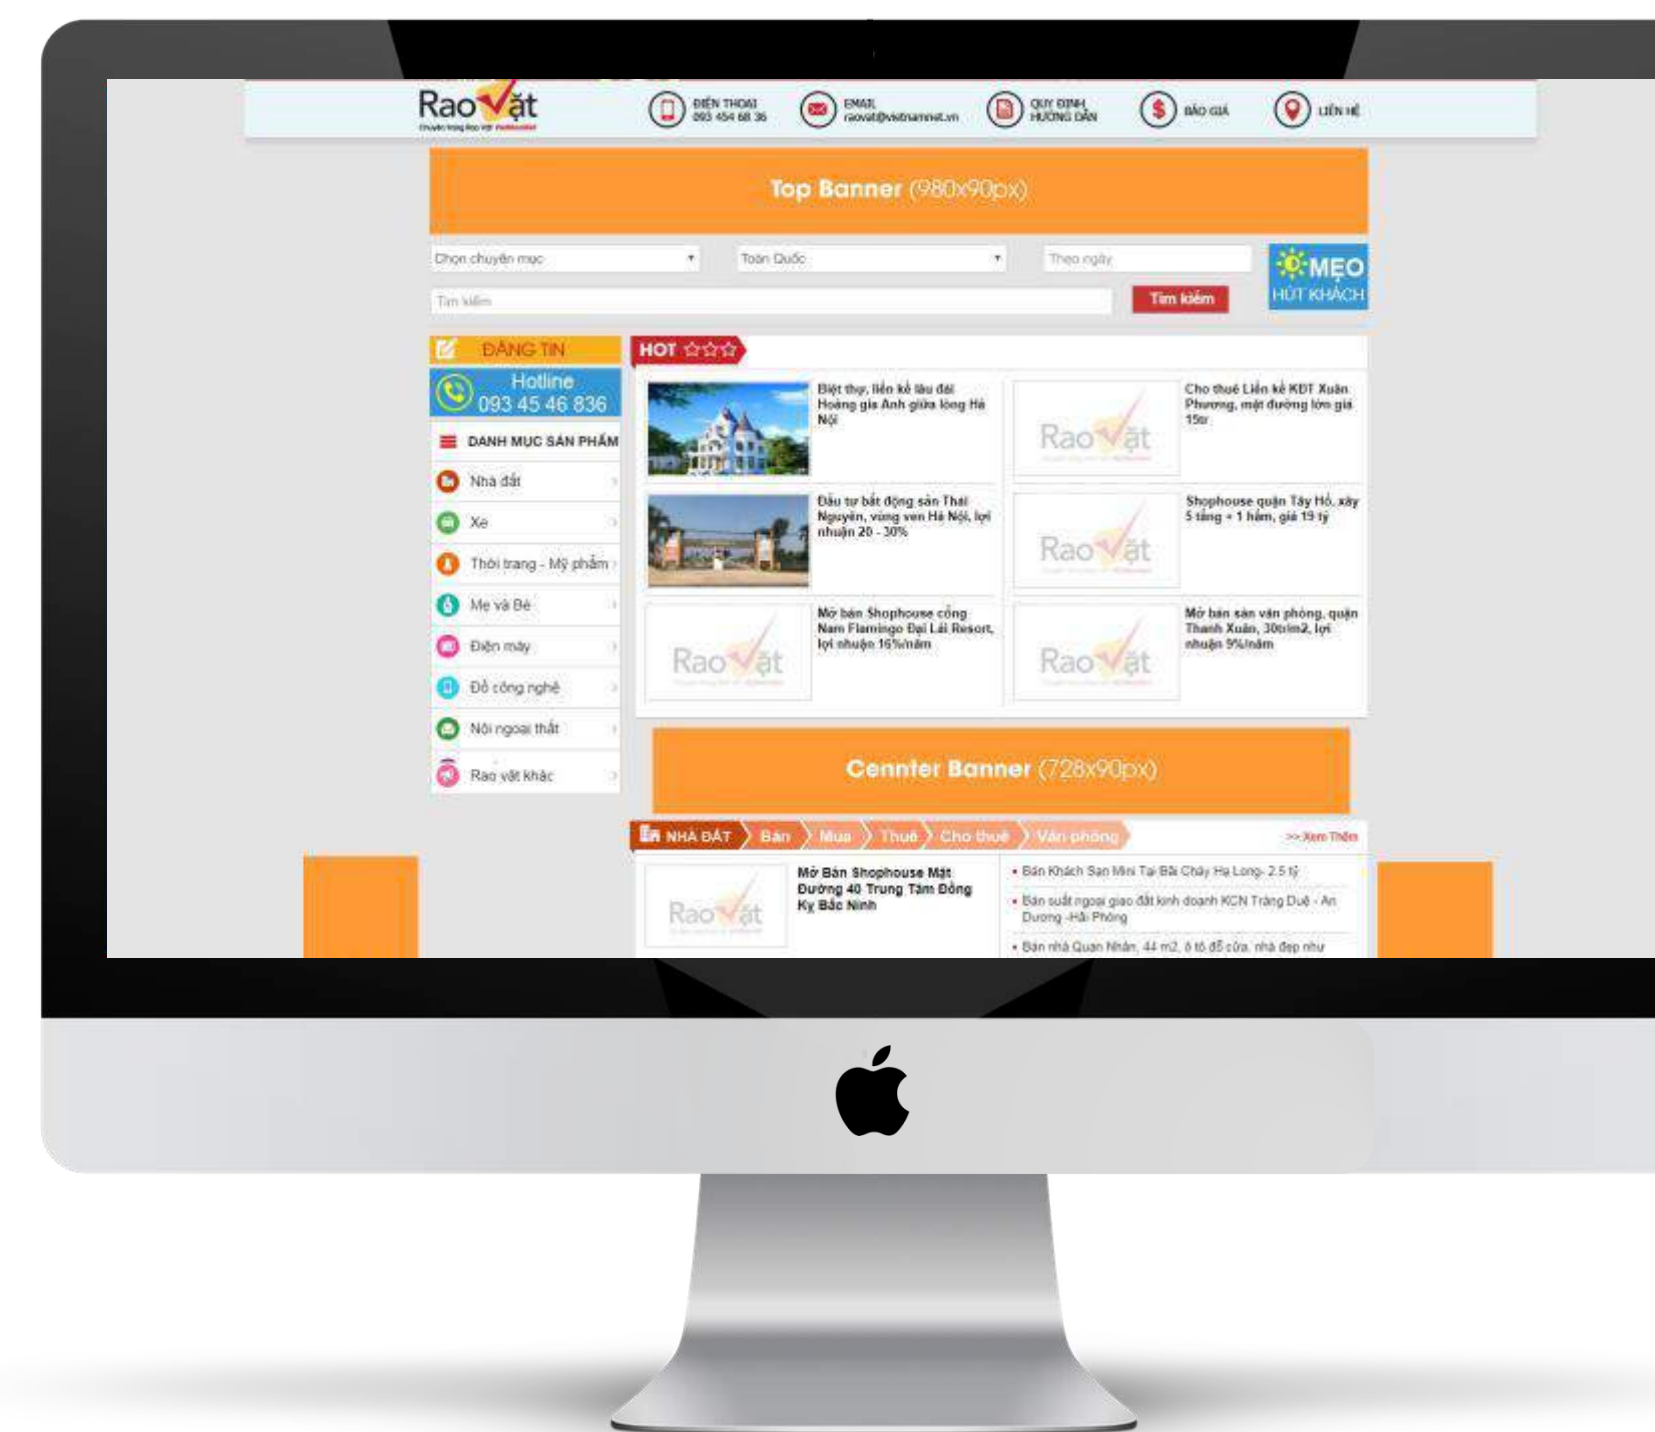 Rao Vặt
ĐIỆN THOẠI
093 454 68 36
EMAIL
raovat@vietnamnet.vn
QUY ĐỊNH
HƯỚNG DẪN
BÁO GIÁ
LIÊN HỆ
Top Banner (980x90px)
Chọn chuyên mục
Toàn Quốc
Theo ngày
MẸO
HÚT KHÁCH
Tìm kiếm
Tìm kiếm
ĐĂNG TIN
Hotline
093 45 46 836
DANH MỤC SẢN PHẨM
Nhà đất
Xe
Thời trang - Mỹ phẩm
Mẹ và Bé
Điện máy
Đồ công nghệ
Nội ngoại thất
Rao vặt khác
HOT
Biệt thự, liền kề lâu đài
Hoàng gia Anh giữa lòng Hà
Nội
Rao Vặt
Cho thuê Liền kề KĐT Xuân
Phương, mặt đường lớn giá
15tr
Đầu tư bất động sản Thái
Nguyên, vùng ven Hà Nội, lợi
nhuận 20 - 30%
Rao Vặt
Shophouse quận Tây Hồ, xây
5 tầng + 1 hầm, giá 19 tỷ
Rao Vặt
Mở bán Shophouse cổng
Nam Flamingo Đại Lải Resort,
lợi nhuận 16%/năm
Rao Vặt
Mở bán sàn văn phòng, quận
Thanh Xuân, 30tr/m2, lợi
nhuận 9%/năm
Cennter Banner (728x90px)
NHÀ ĐẤT Bán Mua Thuê Cho thuê Văn phòng
>> Xem Thêm
Rao Vặt
Mở Bán Shophouse Mặt
Đường 40 Trung Tâm Đồng
Kỵ Bắc Ninh
Bán Khách Sạn Mini Tại Bãi Cháy Hạ Long- 2.5 tỷ
Bán suất ngoại giao đất kinh doanh KCN Tràng Duệ - An
Dương -Hải Phòng
Bán nhà Quan Nhân, 44 m2, ô tô đỗ cửa, nhà đẹp như